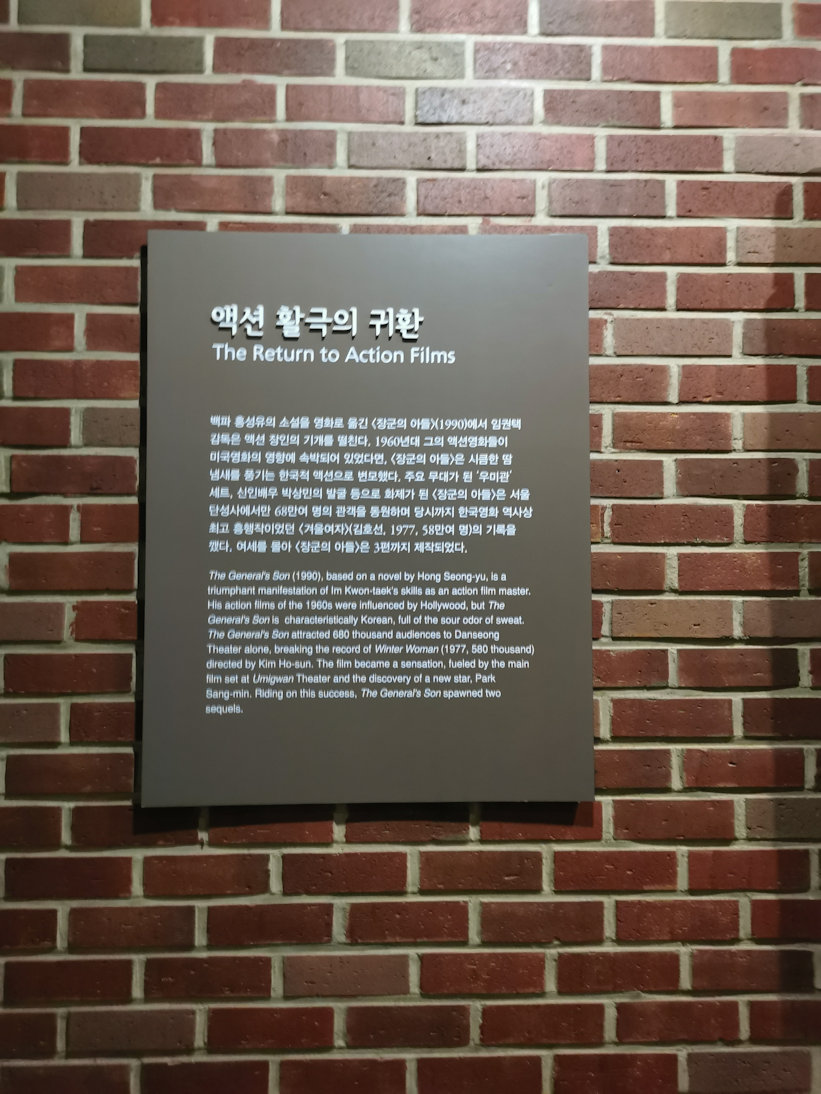 액션 활극의 귀환
The Return to Action Films
백파 홍성유의 소설을 영화로 옮긴 〈장군의 아들〉(1990)에서 임권택
감독은 액션 장인의 기개를 떨친다. 1960년대 그의 액션영화들이
미국영화의 영향에 속박되어 있었다면, 〈장군의 아들〉은 시큼한 땀
냄새를 풍기는 한국적 액션으로 변모했다. 주요 무대가 된 '우미관'
세트, 신인배우 박상민의 발굴 등으로 화제가 된 〈장군의 아들〉은 서울
단성사에서만 68만여 명의 관객을 동원하며 당시까지 한국영화 역사상
최고 흥행작이었던 〈겨울여자〉(김호선, 1977, 58만여 명)의 기록을
깼다. 여세를 몰아 〈장군의 아들〉은 3편까지 제작되었다.
The General's Son (1990), based on a novel by Hong Seong-yu, is a
triumphant manifestation of Im Kwon-taek's skills as an action film master.
His action films of the 1960s were influenced by Hollywood, but The
General's Son is characteristically Korean, full of the sour odor of sweat.
The General's Son attracted 680 thousand audiences to Danseong
Theater alone, breaking the record of Winter Woman (1977, 580 thousand)
directed by Kim Ho-sun. The film became a sensation, fueled by the main
film set at Umigwan Theater and the discovery of a new star, Park
Sang-min. Riding on this success, The General's Son spawned two
sequels.